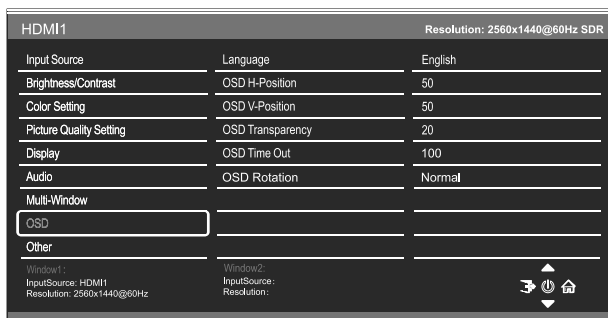 HDMI1 Resolution: 2560x1440@60Hz SDR
Input Source Language English
Brightness/Contrast OSD H-Position 50
Color Setting OSD V-Position 50
Picture Quality Setting OSD Transparency 20
Display OSD Time Out 100
Audio OSD Rotation Normal
Multi-Window
OSD
Other
Window1: Window2:
InputSource: HDMI1 InputSource:
Resolution: 2560x1440@60Hz Resolution: